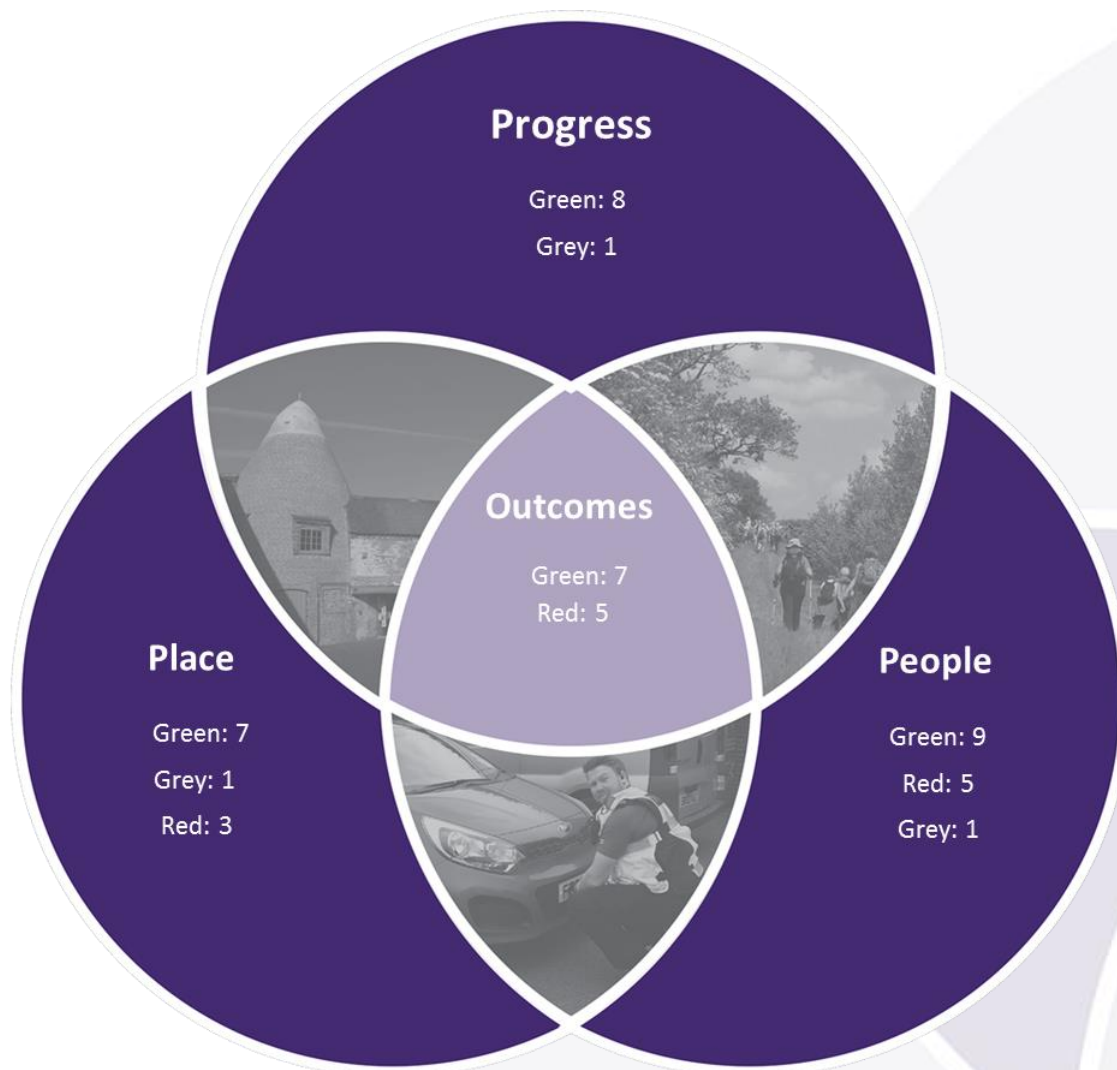 Progress
Green: 8
Grey: 1
Outcomes
Green: 7
Red: 5
Place
Green: 7
Grey: 1
Red: 3
People
Green: 9
Red: 5
Grey: 1